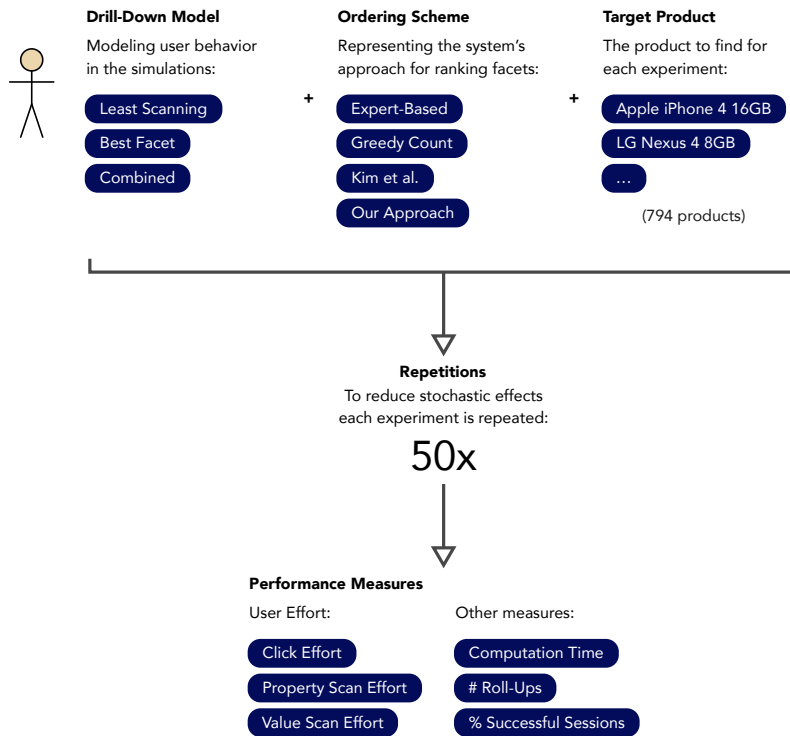 Drill-Down Model
Modeling user behavior
in the simulations:
Least Scanning
Best Facet
Combined
+
Ordering Scheme
Representing the system's
approach for ranking facets:
Expert-Based
Greedy Count
Kim et al.
Our Approach
+
Target Product
The product to find for
each experiment:
Apple iPhone 4 16GB
LG Nexus 4 8GB
...
(794 products)
Repetitions
To reduce stochastic effects
each experiment is repeated:
50x
Performance Measures
User Effort:
Click Effort
Property Scan Effort
Value Scan Effort
Other measures:
Computation Time
# Roll-Ups
% Successful Sessions